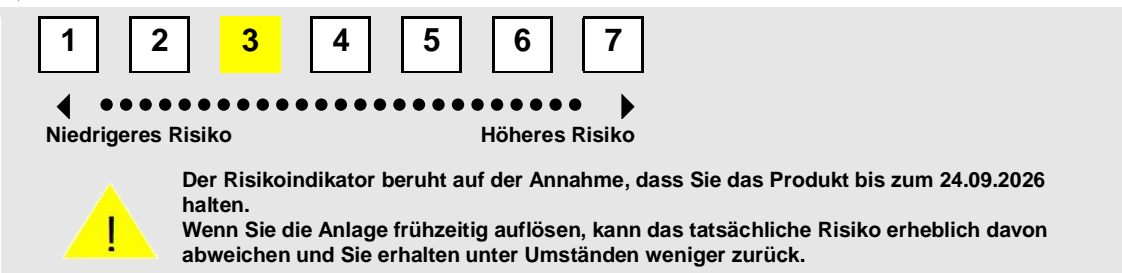 1 2 3 4 5 6 7
Niedrigeres Risiko Höheres Risiko
Der Risikoindikator beruht auf der Annahme, dass Sie das Produkt bis zum 24.09.2026
halten.
Wenn Sie die Anlage frühzeitig auflösen, kann das tatsächliche Risiko erheblich davon
abweichen und Sie erhalten unter Umständen weniger zurück.
!